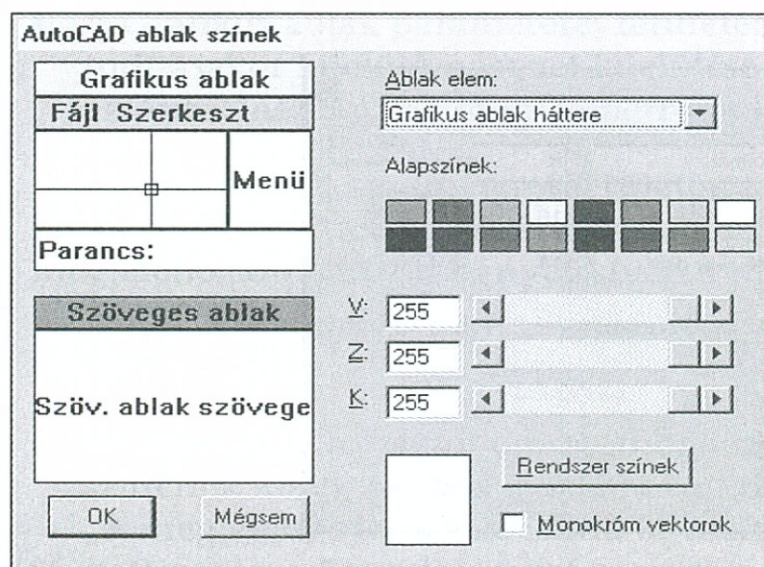 AutoCAD ablak színek
Grafikus ablak
Fájl Szerkeszt
Menü
Parancs:
Szöveges ablak
Szöv. ablak szövege
OK
Mégsem
Ablak elem:
Grafikus ablak háttere
Alapszínek:
V: 255
Z: 255
K: 255
Rendszer színek
Monokróm vektorok